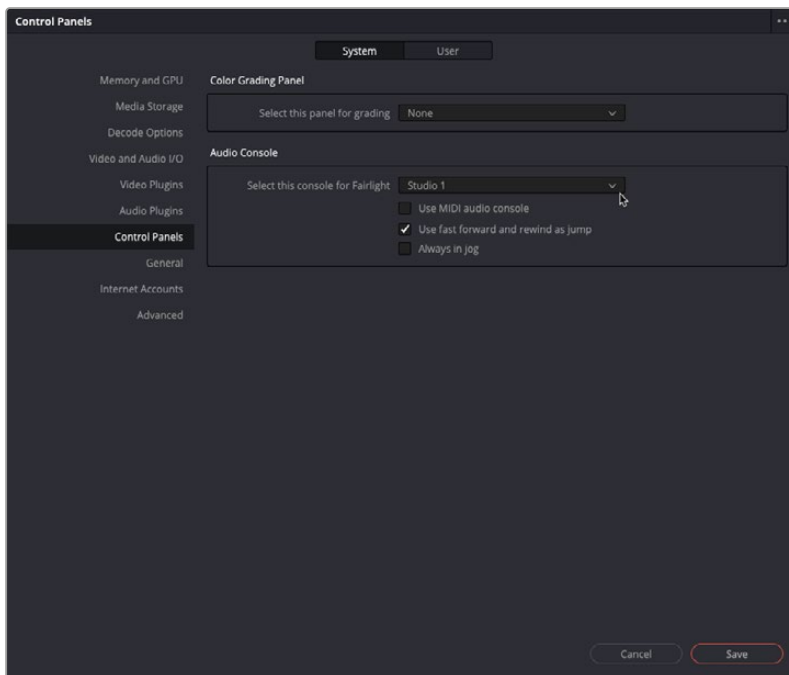 Control Panels
System User
Memory and GPU
Media Storage
Decode Options
Video and Audio I/O
Video Plugins
Audio Plugins
Control Panels
General
Internet Accounts
Advanced
Color Grading Panel
Select this panel for grading None
Audio Console
Select this console for Fairlight Studio 1
Use MIDI audio console
Use fast forward and rewind as jump
Always in jog
Cancel Save